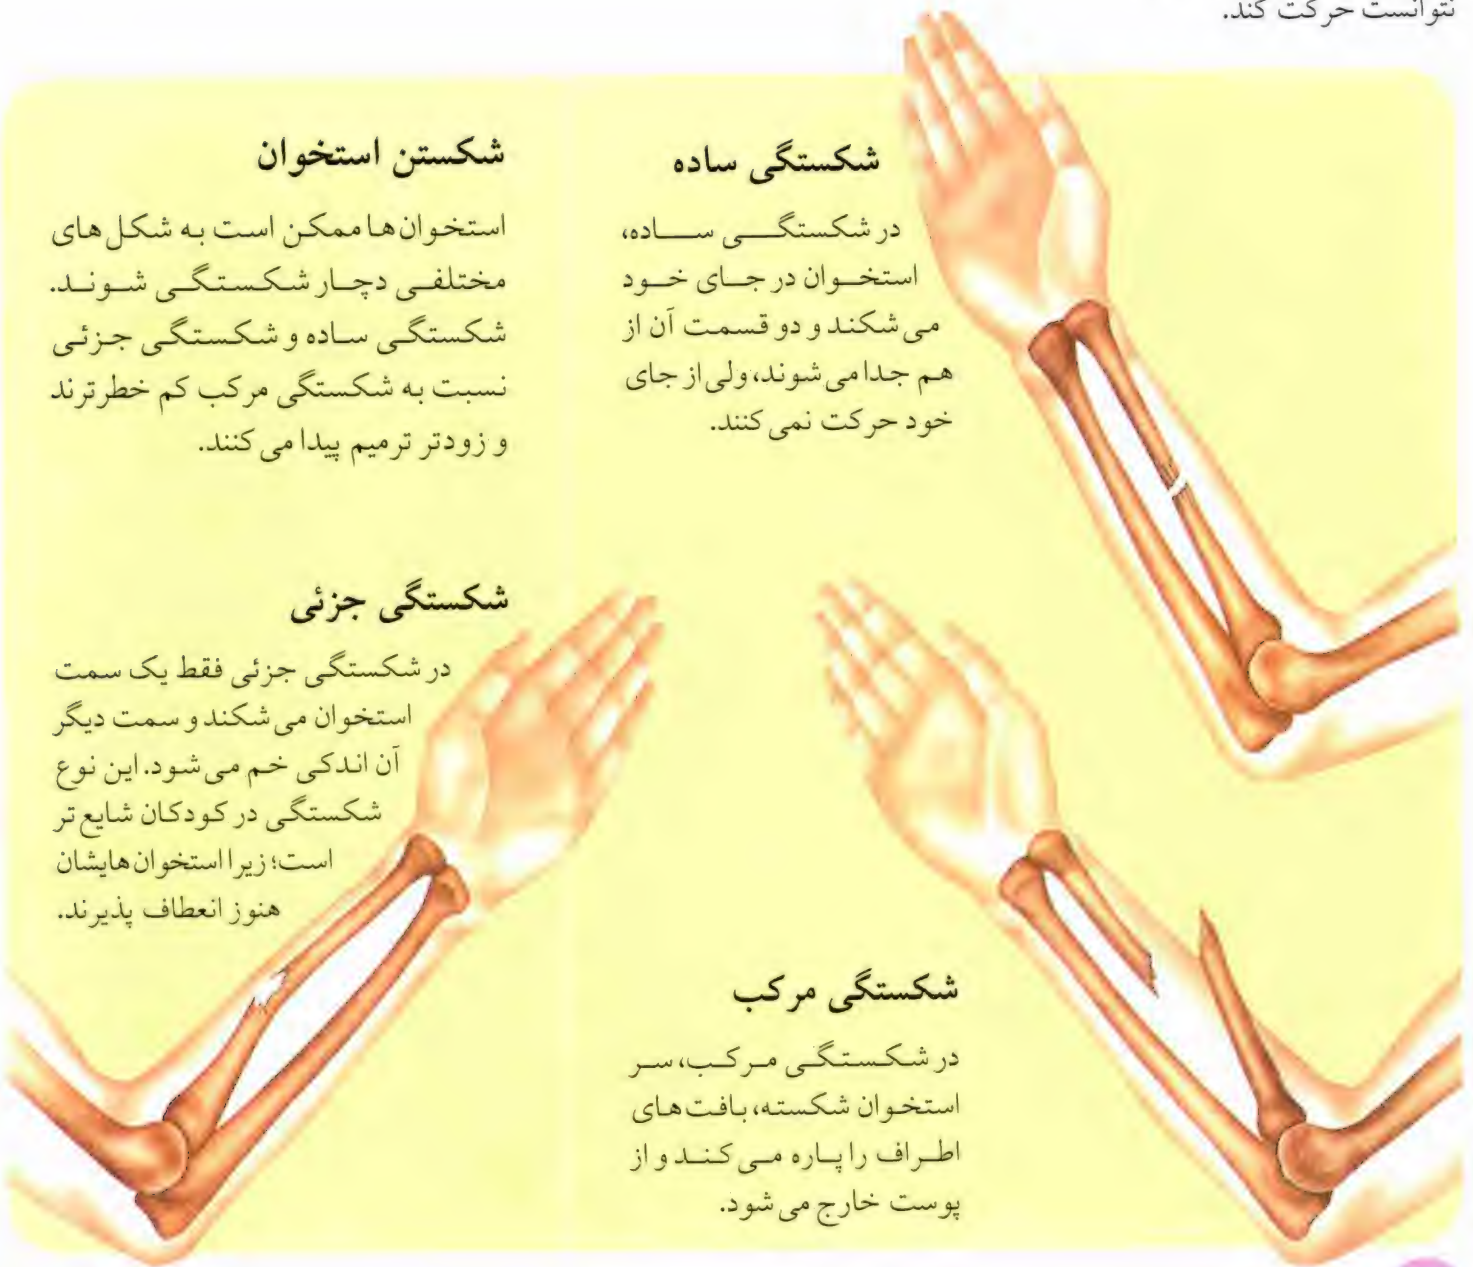 نتوانست حرکت کند.
شکستن استخوان
استخوان‌ها ممکن است به شکل‌های
مختلفی دچار شکستگی شوند.
شکستگی ساده و شکستگی جزئی
نسبت به شکستگی مرکب کم خطرترند
و زودتر ترمیم پیدا می‌کنند.
شکستگی ساده
در شکستگی ساده،
استخوان در جای خود
می‌شکند و دو قسمت آن از
هم جدا می‌شوند، ولی از جای
خود حرکت نمی‌کنند.
شکستگی جزئی
در شکستگی جزئی فقط یک سمت
استخوان می‌شکند و سمت دیگر
آن اندکی خم می‌شود. این نوع
شکستگی در کودکان شایع‌تر
است؛ زیرا استخوان‌هایشان
هنوز انعطاف پذیرند.
شکستگی مرکب
در شکستگی مرکب، سر
استخوان شکسته، بافت‌های
اطراف را پاره می‌کند و از
پوست خارج می‌شود.